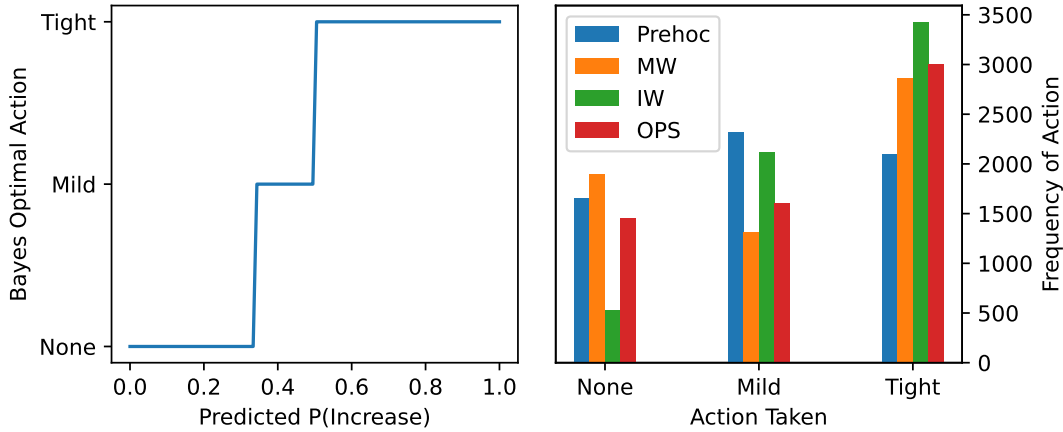 Bayes Optimal Action
Tight
Mild
None
0.0 0.2 0.4 0.6 0.8 1.0
Predicted P(Increase)
Prehoc
MW
IW
OPS
None Mild Tight
Action Taken
3500
3000
2500
2000
1500
1000
500
0
Frequency of Action